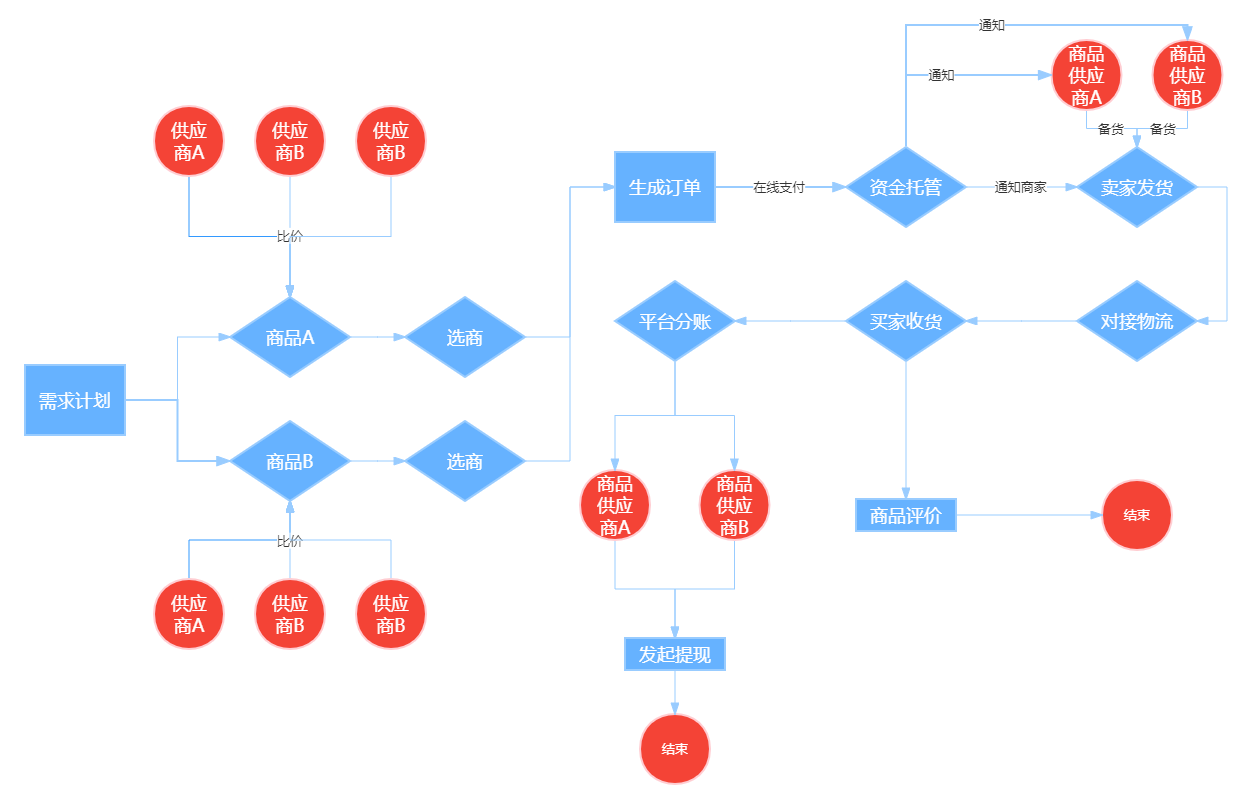 通知
通知
商品
供应
商A
商品
供应
商B
备货
备货
供应
商A
供应
商B
供应
商B
比价
生成订单
在线支付
资金托管
通知商家
卖家发货
商品A
选商
平台分账
买家收货
对接物流
需求计划
商品B
选商
比价
供应
商A
供应
商B
供应
商B
商品
供应
商A
商品
供应
商B
商品评价
结束
发起提现
结束